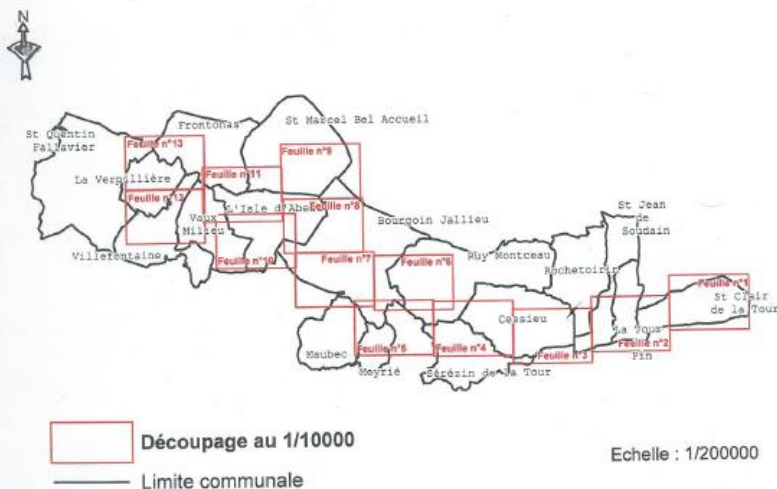 N
Frontonas
St Marcel Bel Accueil
St Quentin
Fallavier
Feuille n°13
Feuille n°9
La Verpillière
Feuille n°11
Feuille n°12
L'Isle d'Abe
Feuille n°8
Vaux
Milieu
Bourgoin Jallieu
St Jean
de
Soudain
Villefontaine
Feuille n°10
Feuille n°7
Feuille n°6
Ruy Montceau
Rochetoirin
Feuille n°1
St Clair
de la Tour
Cessieu
La Tour
Pin
Maubec
Feuille n°5
Feuille n°4
Feuille n°3
Feuille n°2
Meyrié
Sérézin de la Tour
Découpage au 1/10000
Echelle : 1/200000
Limite communale